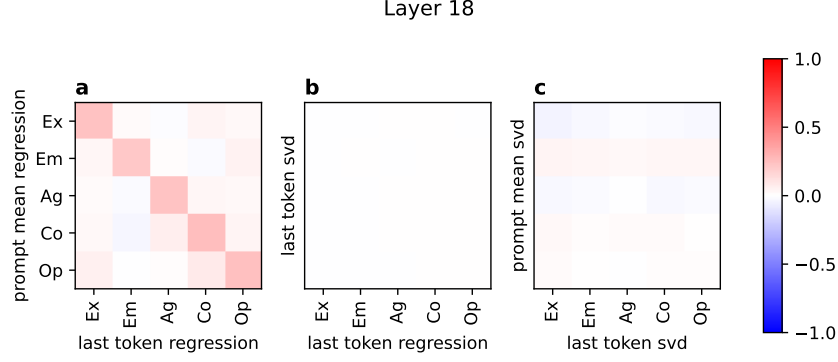 Layer 18
a
b
c
prompt mean regression
Ex
Em
Ag
Co
Op
Ex
Em
Ag
Co
Op
last token regression
last token svd
Ex
Em
Ag
Co
Op
last token regression
prompt mean svd
Ex
Em
Ag
Co
Op
last token svd
1.0
0.5
0.0
−0.5
−1.0